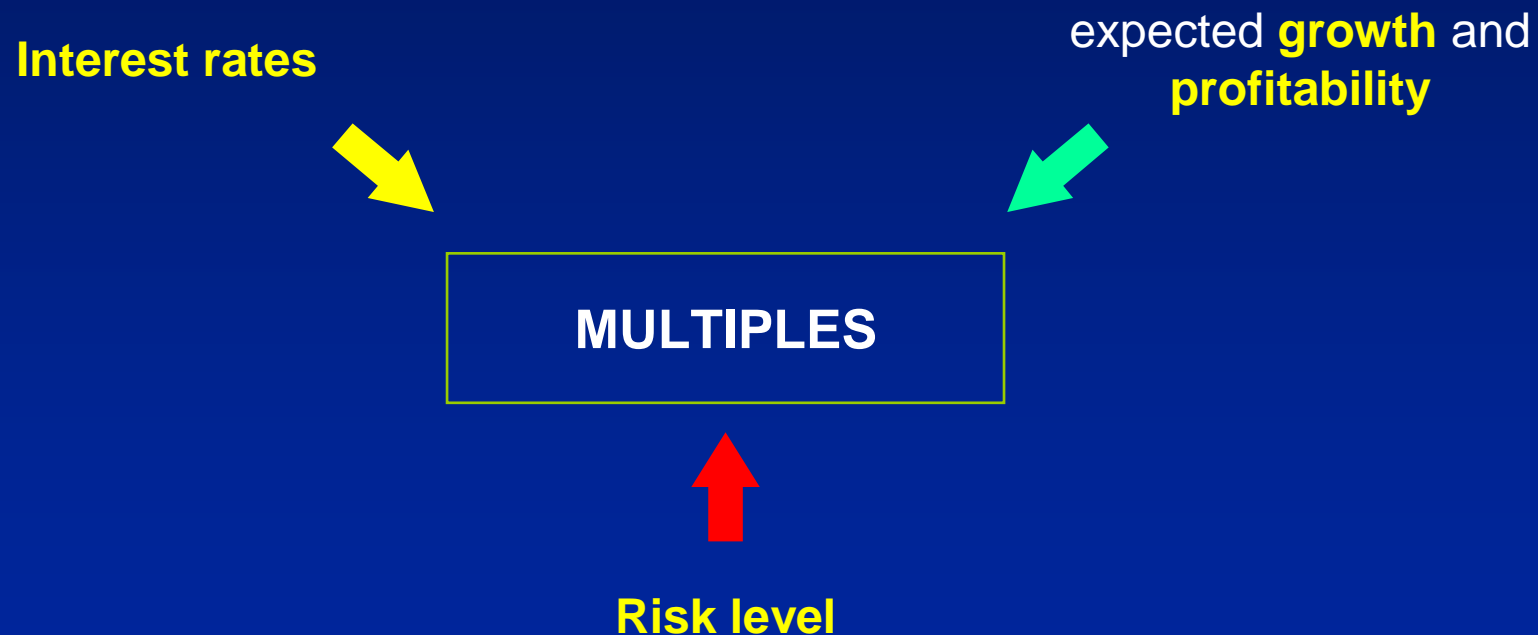 Interest rates
expected growth and
profitability
MULTIPLES
Risk level